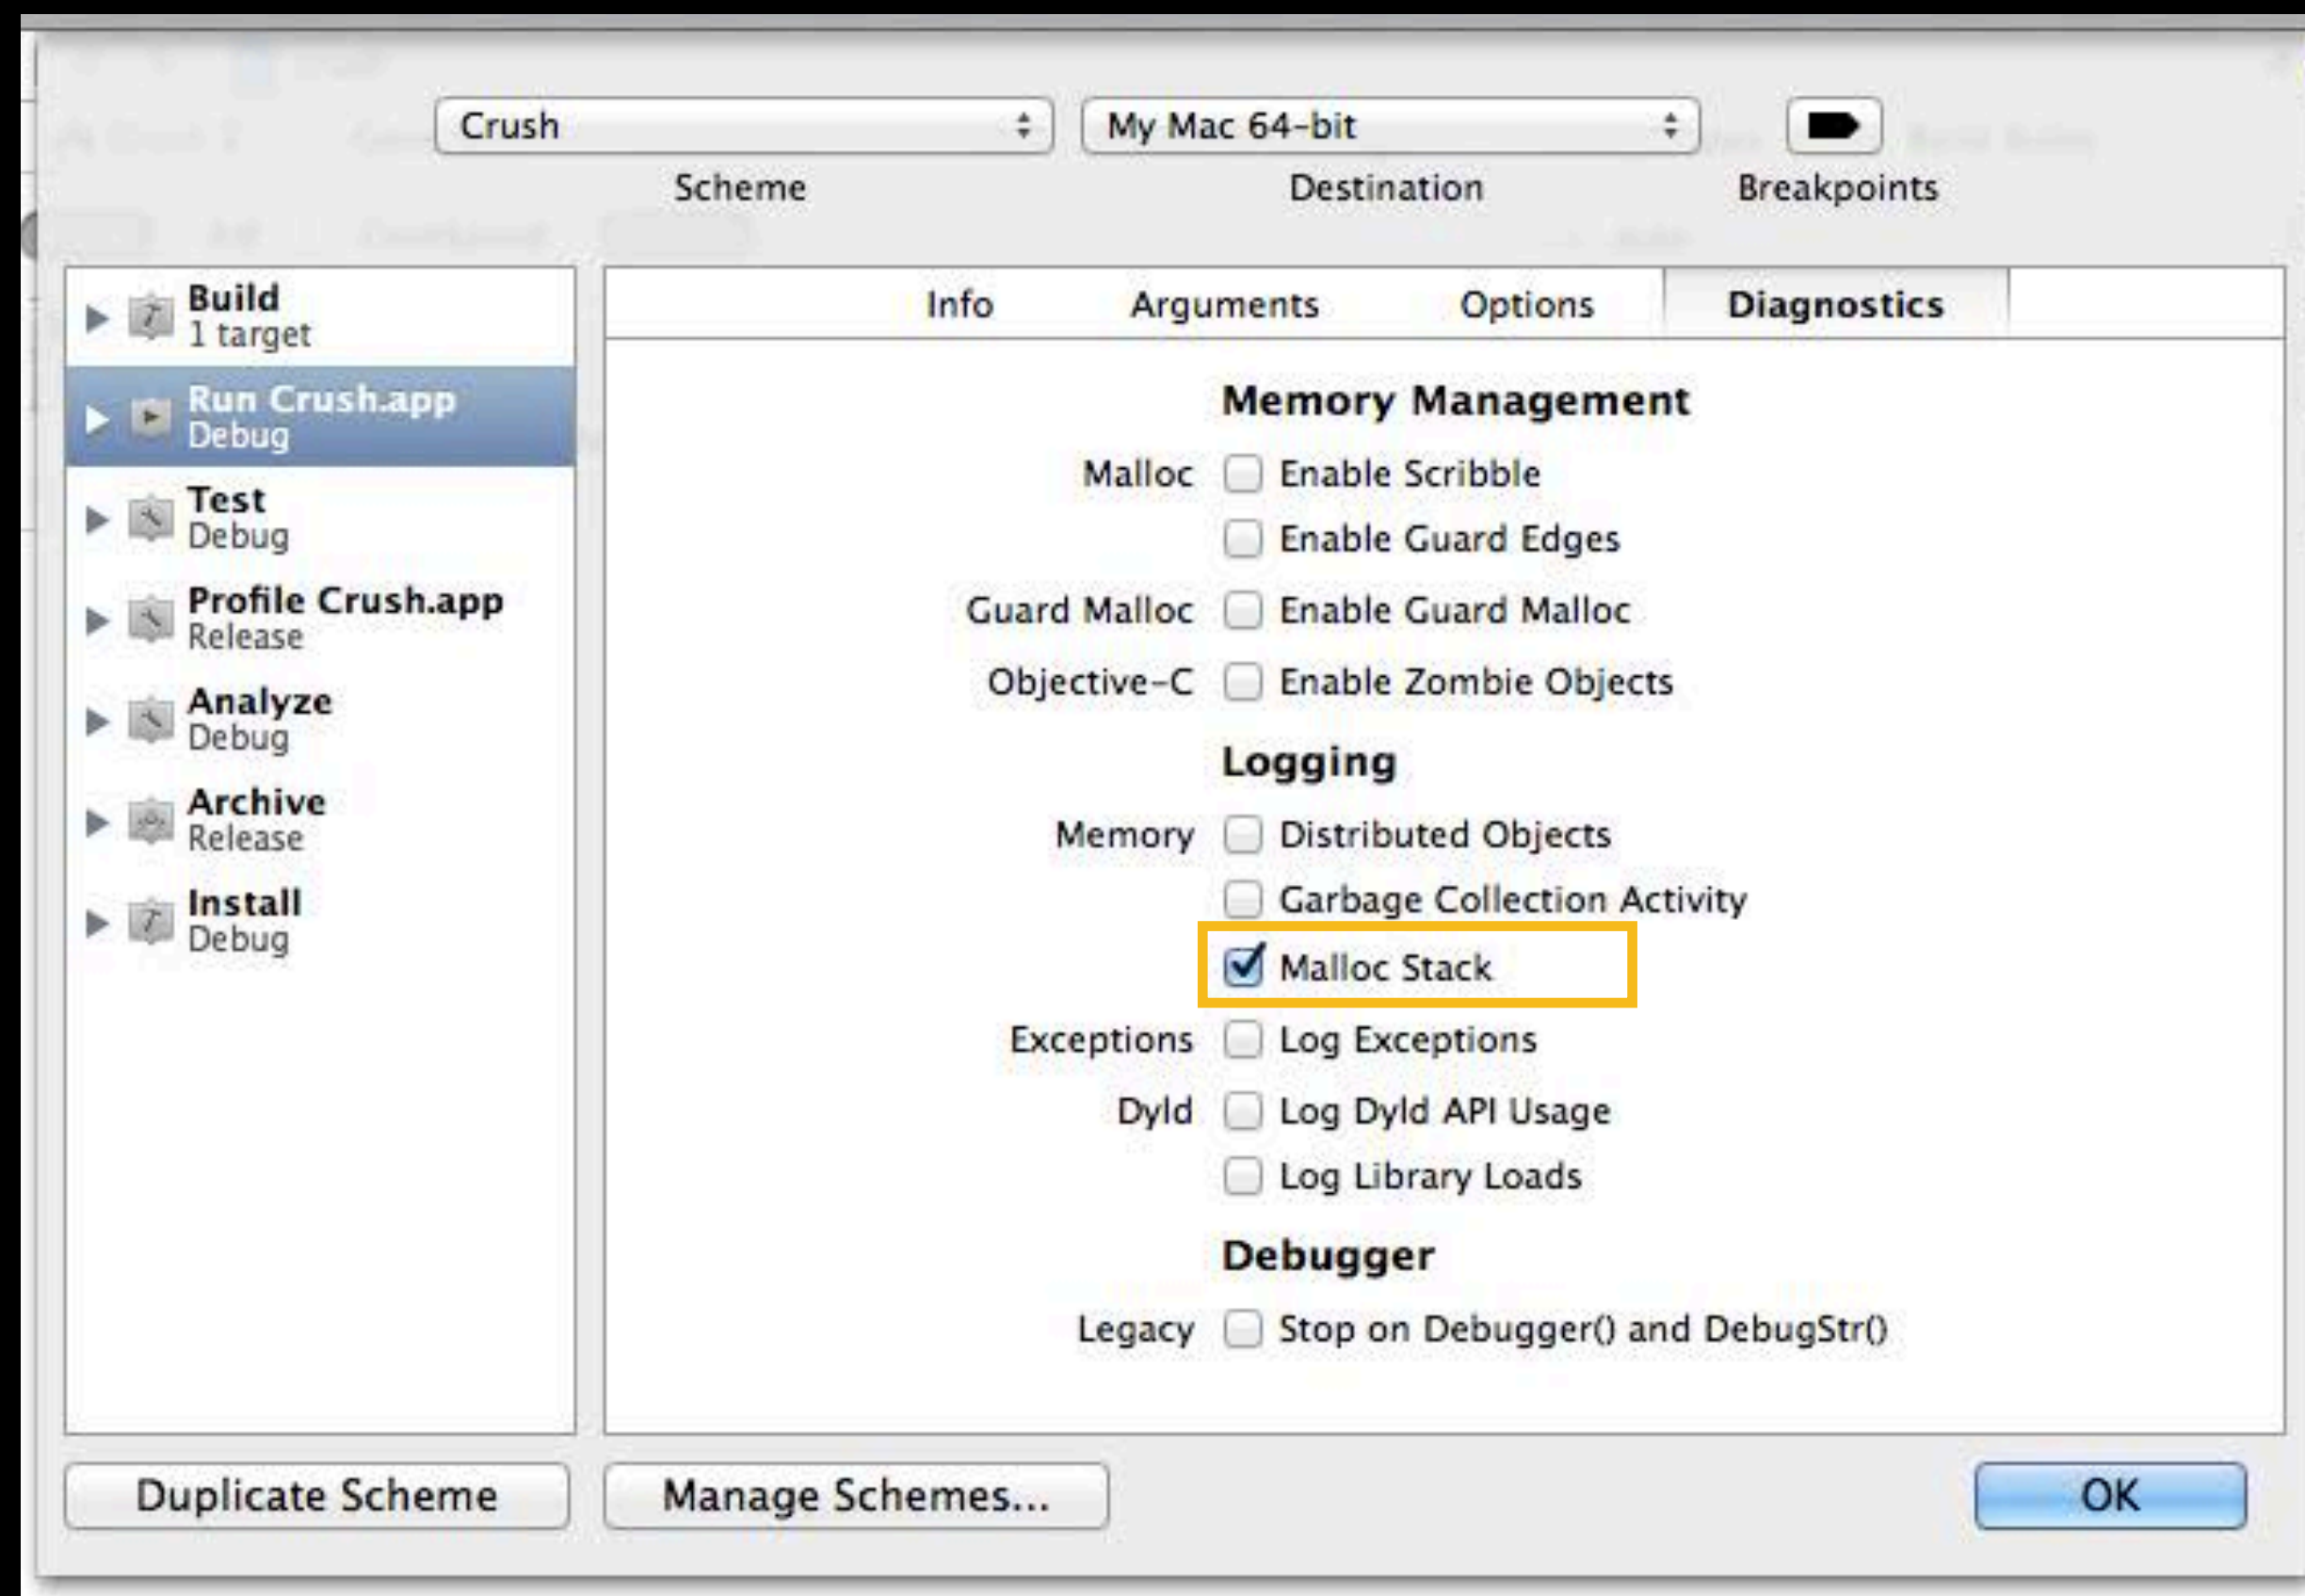 Crush
My Mac 64-bit
Scheme
Destination
Breakpoints
Build
1 target
Run Crush.app
Debug
Test
Debug
Profile Crush.app
Release
Analyze
Debug
Archive
Release
Install
Debug
Info
Arguments
Options
Diagnostics
Memory Management
Malloc Enable Scribble
Enable Guard Edges
Guard Malloc Enable Guard Malloc
Objective-C Enable Zombie Objects
Logging
Memory Distributed Objects
Garbage Collection Activity
Malloc Stack
Exceptions Log Exceptions
Dyld Log Dyld API Usage
Log Library Loads
Debugger
Legacy Stop on Debugger() and DebugStr()
Duplicate Scheme
Manage Schemes...
OK